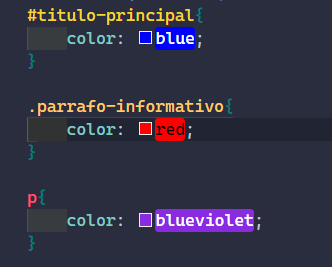 #titulo-principal{
color: blue;
}
.parrafo-informativo{
color: red;
}
p{
color: blueviolet;
}